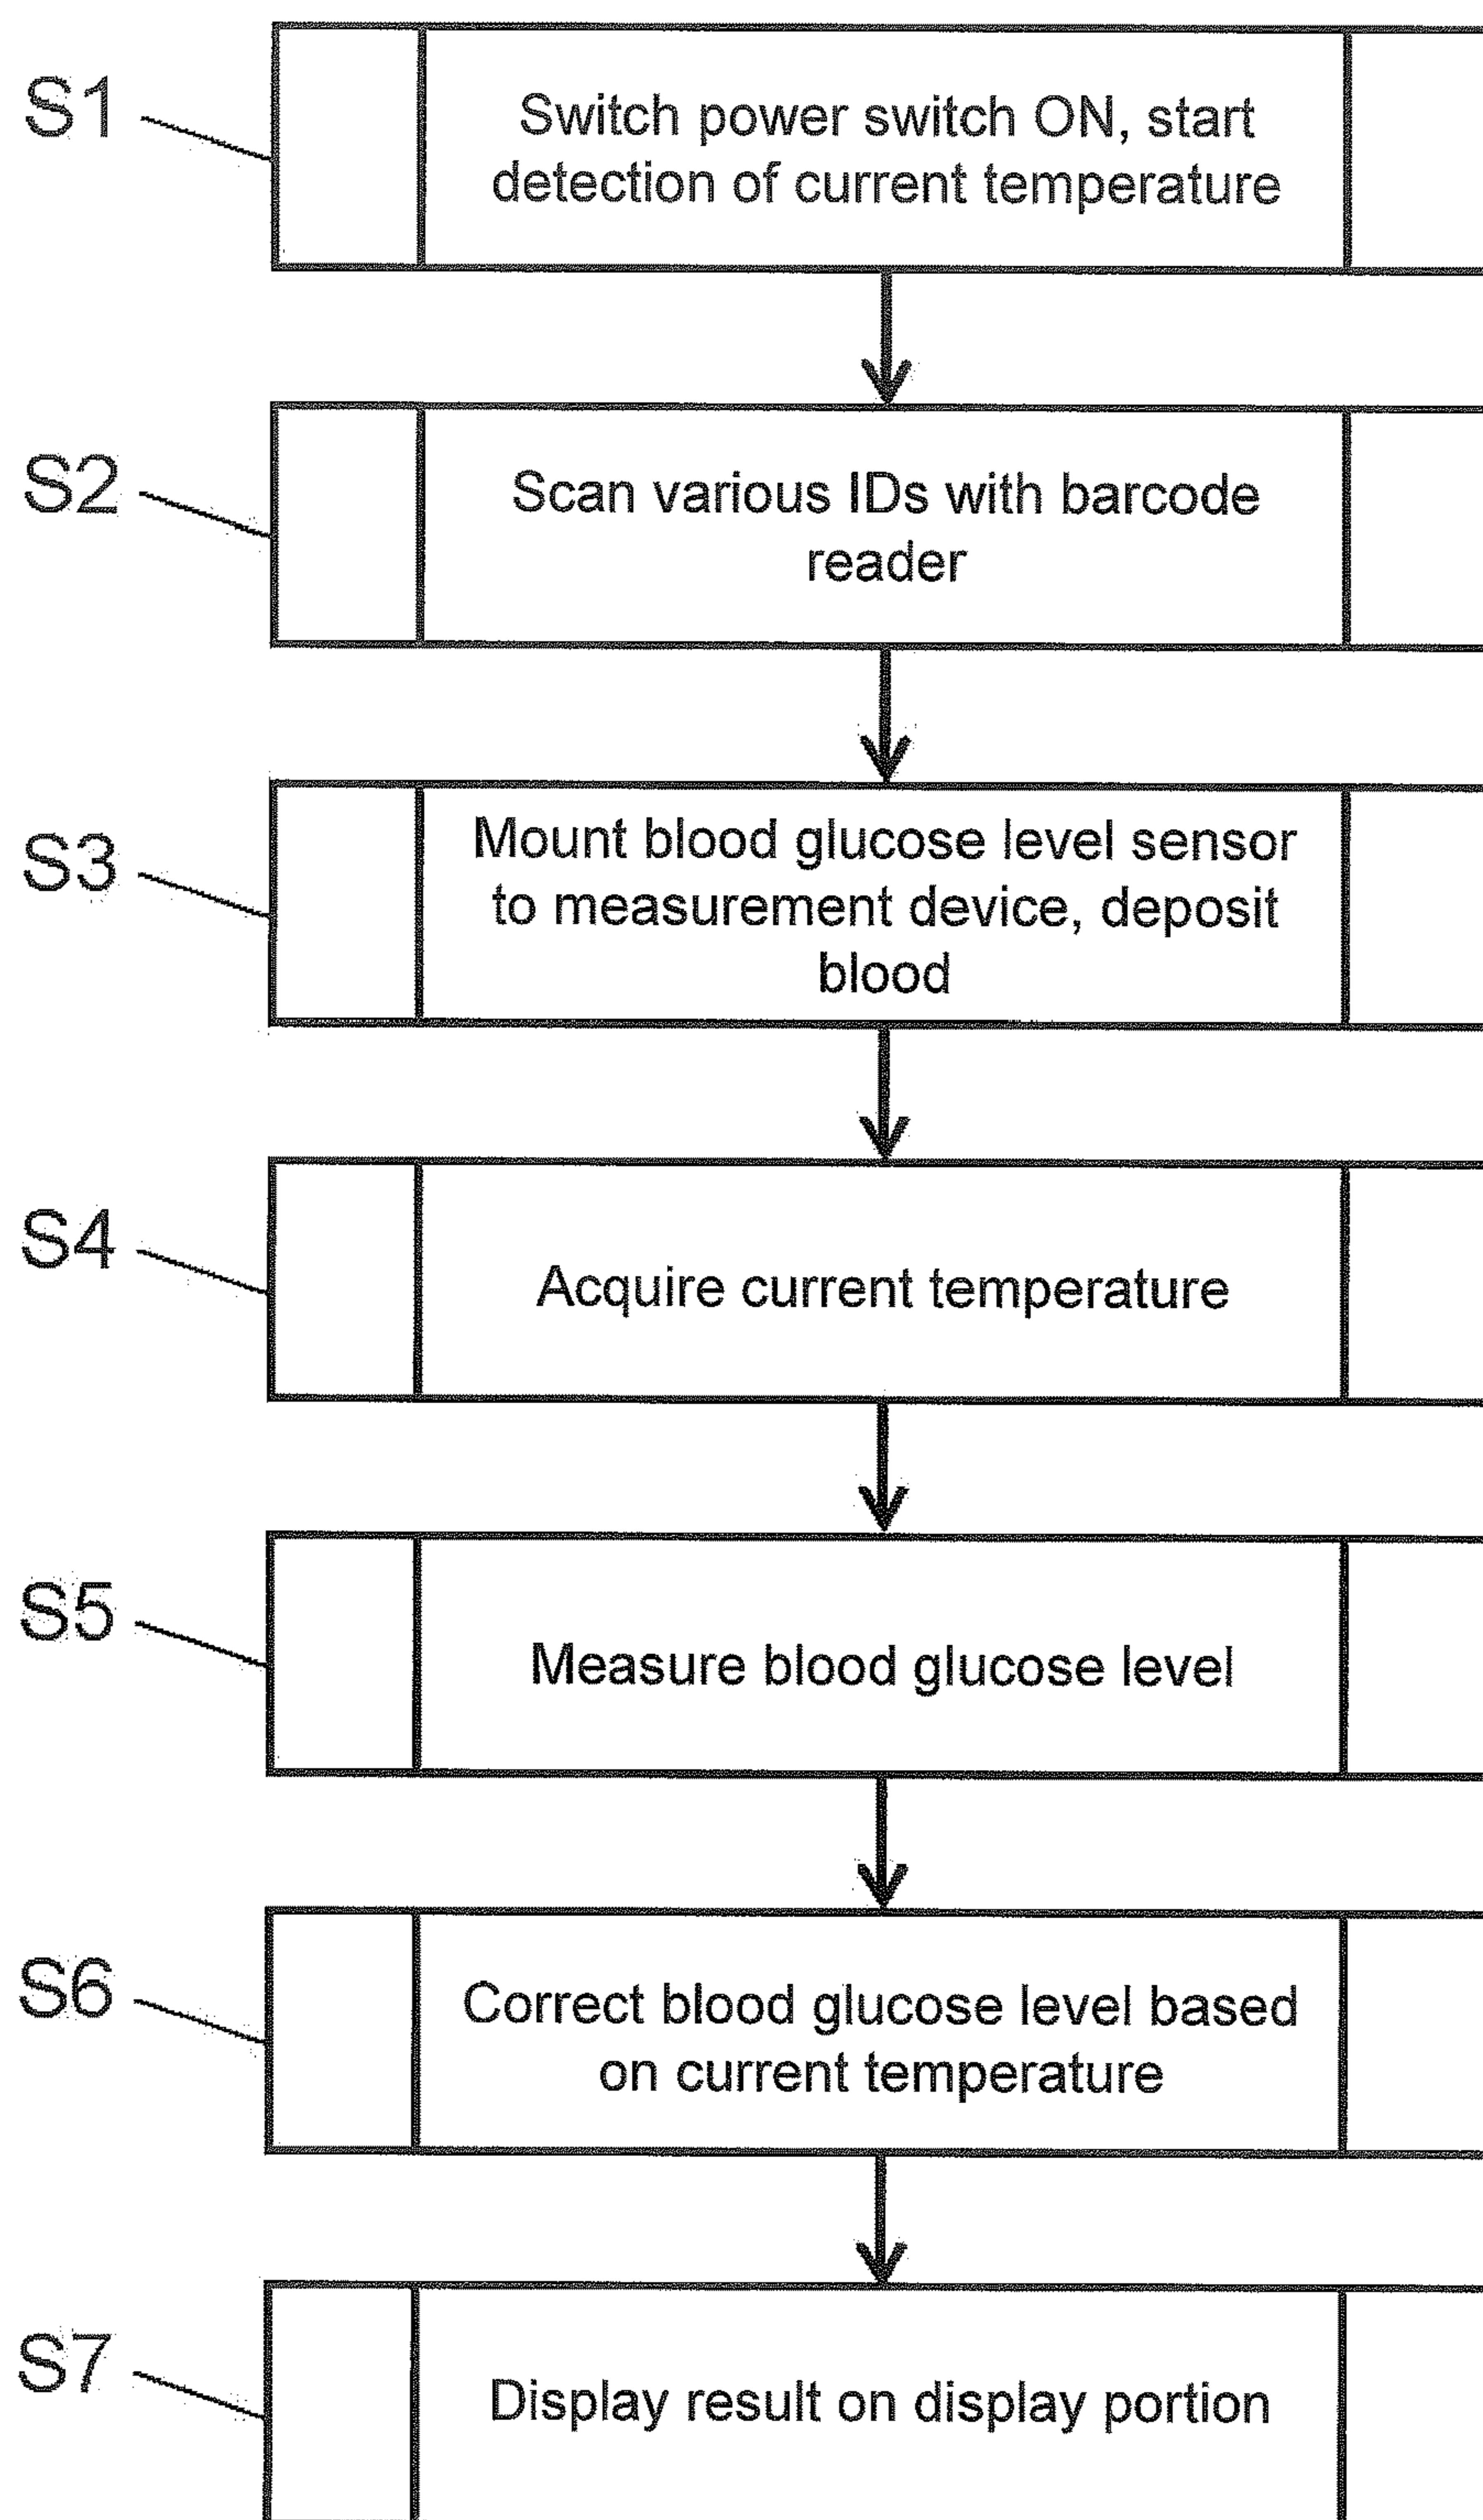 S1
Switch power switch ON, start
detection of current temperature
S2
Scan various IDs with barcode
reader
S3
Mount blood glucose level sensor
to measurement device, deposit
blood
S4
Acquire current temperature
S5
Measure blood glucose level
S6
Correct blood glucose level based
on current temperature
S7
Display result on display portion